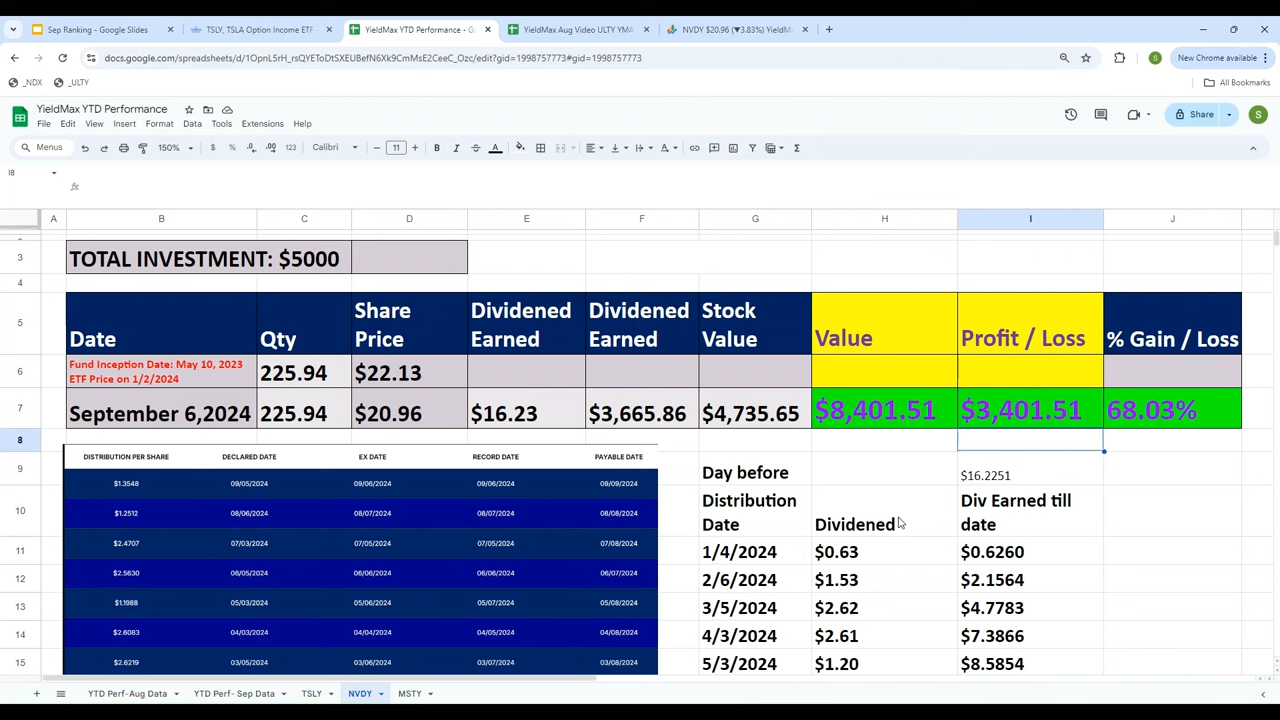 Sep Ranking - Google Slides
TSLY, TSLA Option Income ETF
YieldMax YTD Performance - Go
YieldMax Aug Video ULTY YMA
NVDY $20.96 (▼3.83%) YieldM
docs.google.com/spreadsheets/d/1OpnL5rH_rsQYEToDtSXEUBefN6Xk9CmMsE2CeeC_Ozc/edit?gid=1998757773#gid=1998757773
S
New Chrome available
_NDX
_ULTY
All Bookmarks
YieldMax YTD Performance
File Edit View Insert Format Data Tools Extensions Help
Share
S
Menus
150%
$ % .0 .00 123
Calibri
11
B I A
I8
fx
A B C D E F G H I J
3 TOTAL INVESTMENT: $5000
4
5 Date Qty Share Price Dividened Earned Dividened Earned Stock Value Value Profit / Loss % Gain / Loss
6 Fund Inception Date: May 10, 2023
ETF Price on 1/2/2024 225.94 $22.13
7 September 6,2024 225.94 $20.96 $16.23 $3,665.86 $4,735.65 $8,401.51 $3,401.51 68.03%
8
DISTRIBUTION PER SHARE DECLARED DATE EX DATE RECORD DATE PAYABLE DATE
$1.3548 09/05/2024 09/06/2024 09/06/2024 09/09/2024
$1.2512 08/06/2024 08/07/2024 08/07/2024 08/08/2024
$2.4707 07/03/2024 07/05/2024 07/05/2024 07/08/2024
$2.5630 06/05/2024 06/06/2024 06/06/2024 06/07/2024
$1.1988 05/03/2024 05/06/2024 05/07/2024 05/08/2024
$2.6083 04/03/2024 04/04/2024 04/05/2024 04/08/2024
$2.6219 03/05/2024 03/06/2024 03/07/2024 03/08/2024
9 Day before $16.2251
10 Distribution Date Dividened Div Earned till date
11 1/4/2024 $0.63 $0.6260
12 2/6/2024 $1.53 $2.1564
13 3/5/2024 $2.62 $4.7783
14 4/3/2024 $2.61 $7.3866
15 5/3/2024 $1.20 $8.5854
YTD Perf-Aug Data
YTD Perf- Sep Data
TSLY
NVDY
MSTY